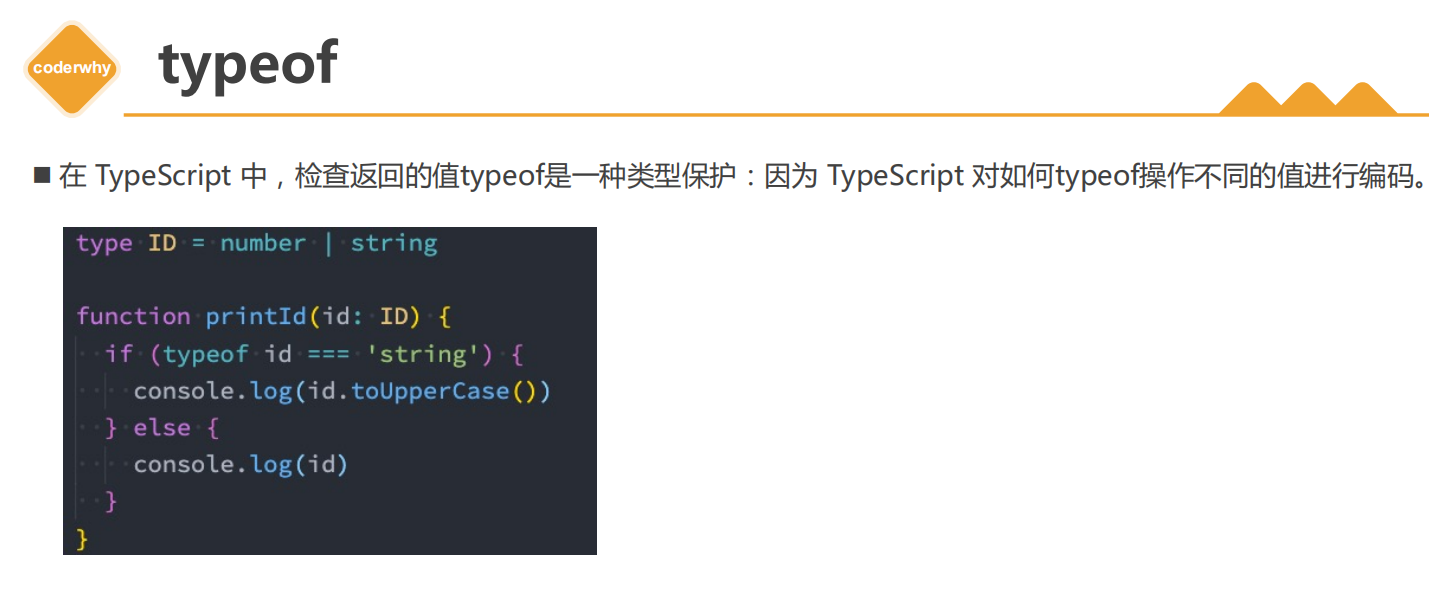 coderwhy
typeof
■ 在 TypeScript 中，检查返回的值typeof是一种类型保护：因为 TypeScript 对如何typeof操作不同的值进行编码。
type ID = number | string
function printId(id: ID) {
  if (typeof id === 'string') {
    console.log(id.toUpperCase())
  } else {
    console.log(id)
  }
}